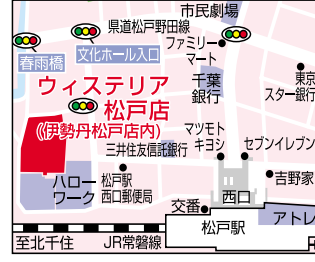 市民劇場
県道松戸野田線
ファミリー
マート
文化ホール入口
春雨橋
千葉
銀行
東京
スター銀行
ウィステリア
松戸店
(伊勢丹松戸店内)
マツモト
キヨシ
セブンイレブン
三井住友信託銀行
ハロー
ワーク
松戸駅
西口郵便局
吉野家
交番
西口
アトレ
松戸駅
至北千住
JR常磐線